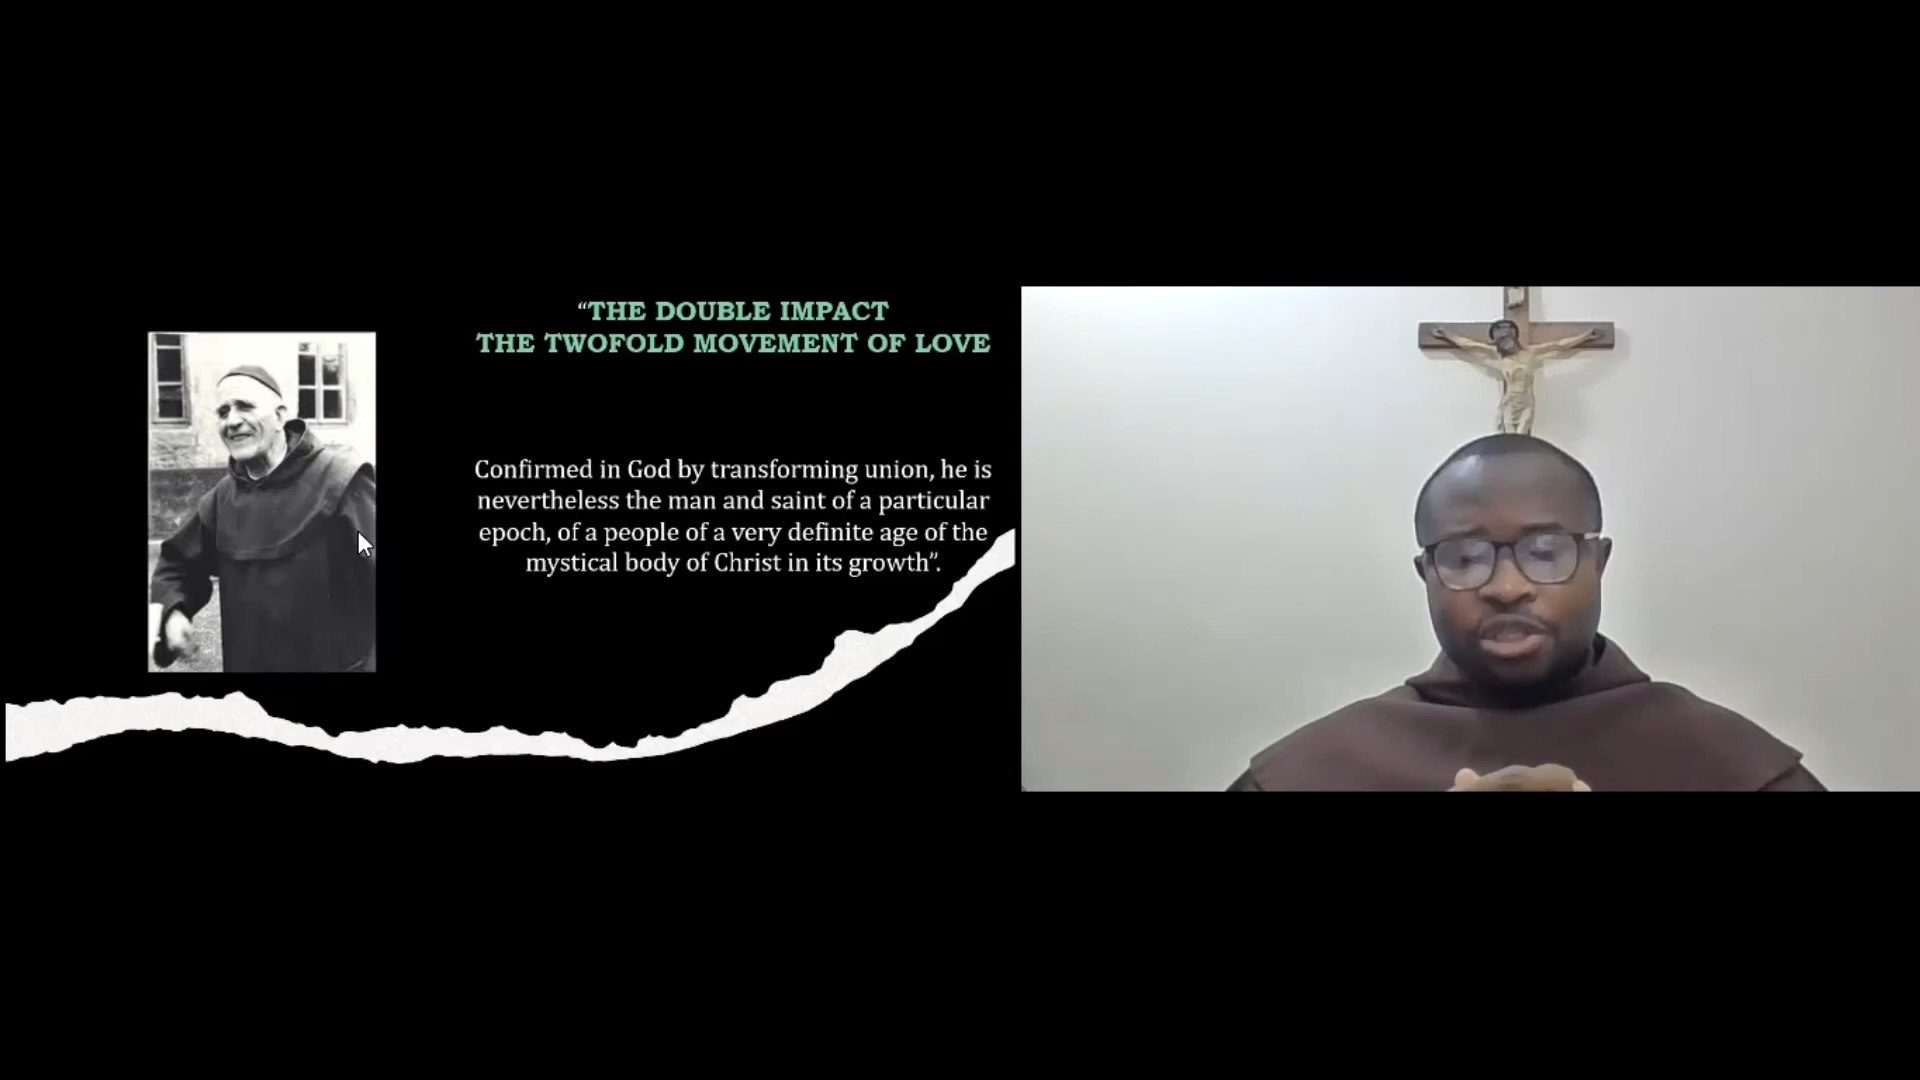 “THE DOUBLE IMPACT
THE TWOFOLD MOVEMENT OF LOVE
Confirmed in God by transforming union, he is
nevertheless the man and saint of a particular
epoch, of a people of a very definite age of the
mystical body of Christ in its growth”.